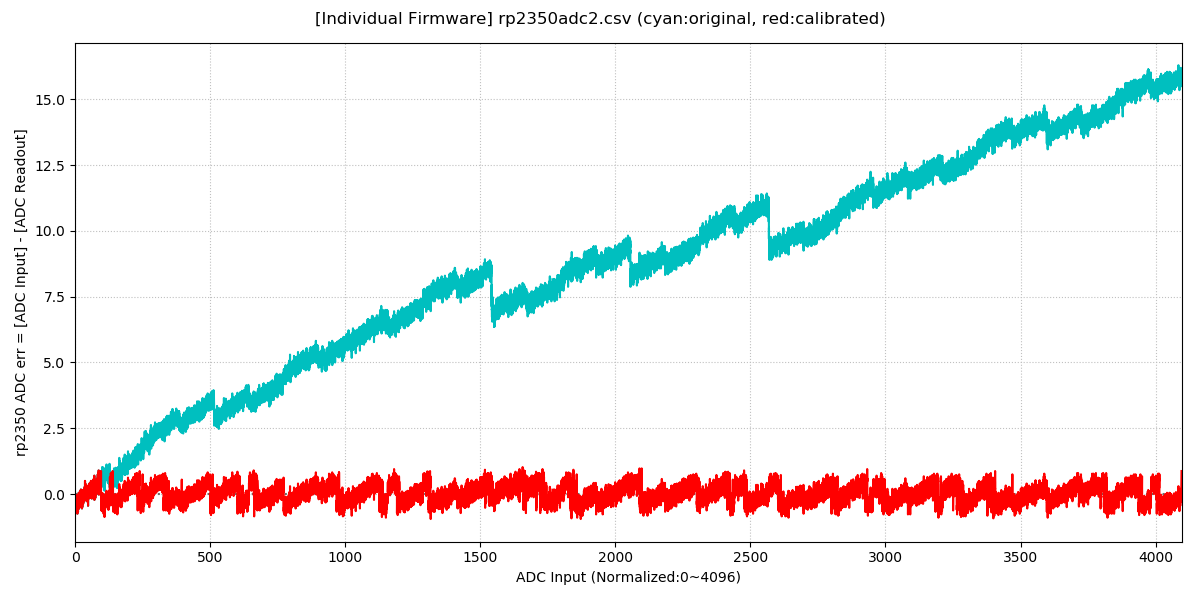 [Individual Firmware] rp2350adc2.csv (cyan:original, red:calibrated)
rp2350 ADC err = [ADC Input] - [ADC Readout]
15.0
12.5
10.0
7.5
5.0
2.5
0.0
0 500 1000 1500 2000 2500 3000 3500 4000
ADC Input (Normalized:0~4096)